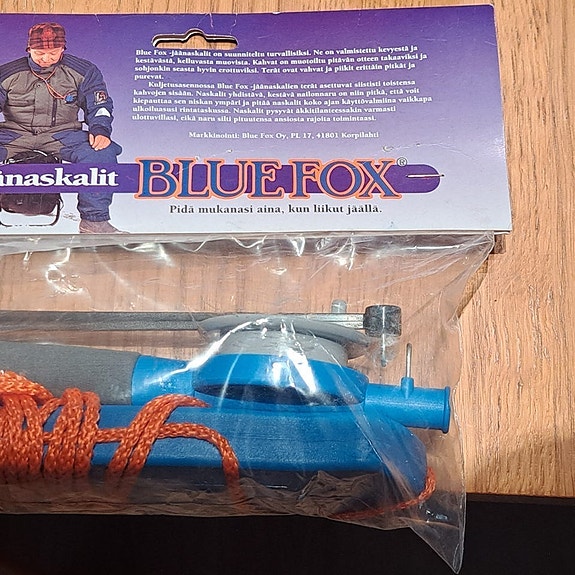 Blue Fox -jäänaskalit on suunniteltu turvallisiksi. Ne on valmistettu kevyestä ja
kestävästä, kelluvasta muovista. Kahvat on muotoiltu pitävän otteen takaaviksi ja
sohjonkin seasta hyvin erottuviksi. Terät ovat vahvat ja piikit erittäin pitkät ja
purevat.
Kuljetusasennossa Blue Fox -jäänaskalien terät asettuvat siististi toistensa
kahvojen sisään. Naskalit yhdistävä, kestävä nailonnaru on niin pitkä, että voit
kiepauttaa sen niskan ympäri ja pitää naskalit koko ajan käyttövalmiina vaikkapa
nikolinasuosi rintataskussa. Naskalit pysyvät äkkitilanteessakin varmasti
ulottuvillasi, eikä naru silti pituutensa ansiosta rajoita toimintaasi.
Markkinointi: Blue Fox Oy, PL 17, 41801 Korpilahti
änaskalit BLUE FOX®
Pidä mukanasi aina, kun liikut jäällä.